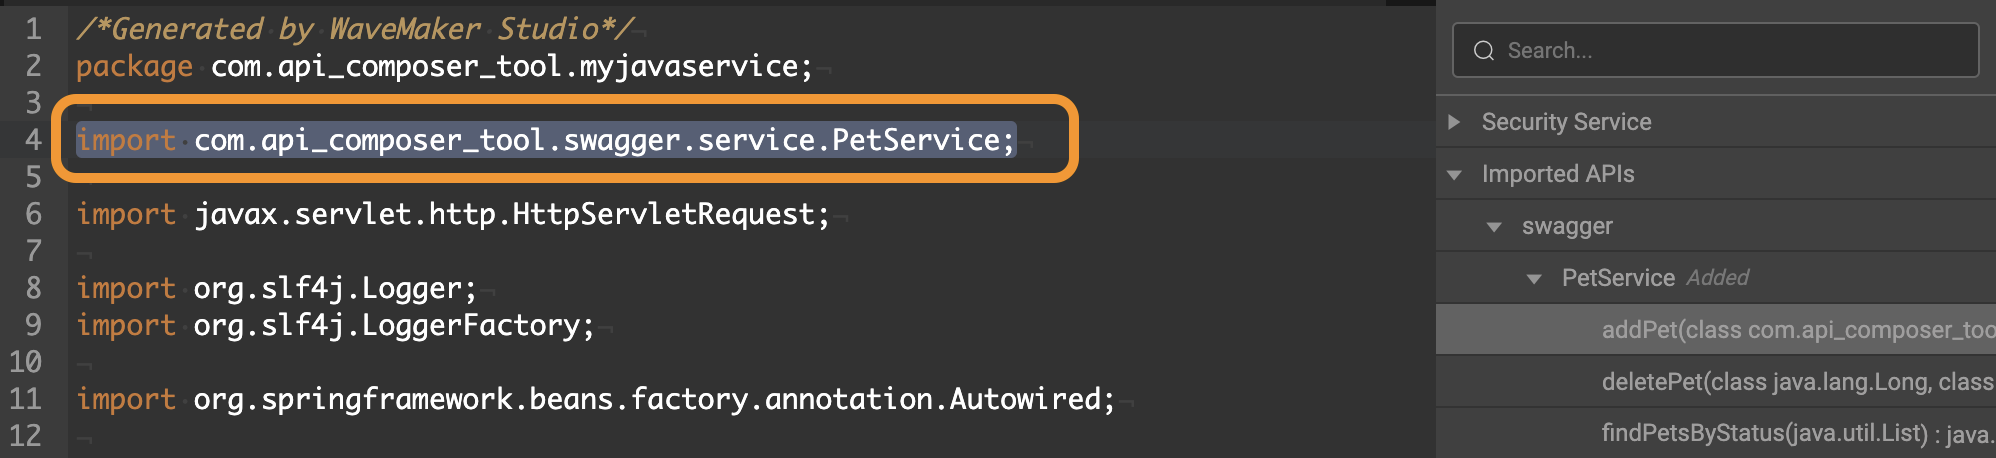 1 /*Generated by WaveMaker Studio*/
2 package com.api_composer_tool.myjavaservice;
3
4 import com.api_composer_tool.swagger.service.PetService;
5
6 import javax.servlet.http.HttpServletRequest;
7
8 import org.slf4j.Logger;
9 import org.slf4j.LoggerFactory;
10
11 import org.springframework.beans.factory.annotation.Autowired;
12
Search...
Security Service
Imported APIs
swagger
PetService Added
addPet(class com.api_composer_too
deletePet(class java.lang.Long, class
findPetsByStatus(java.util.List) : java.